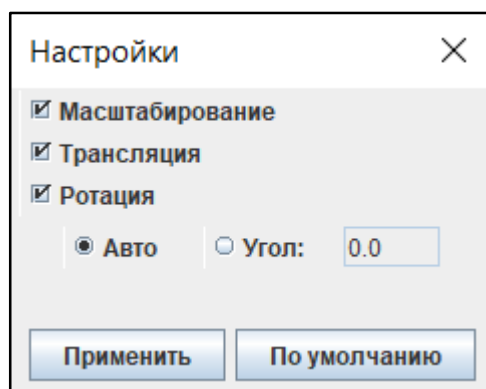 Настройки
Масштабирование
Трансляция
Ротация
Авто Угол: 0.0
Применить По умолчанию